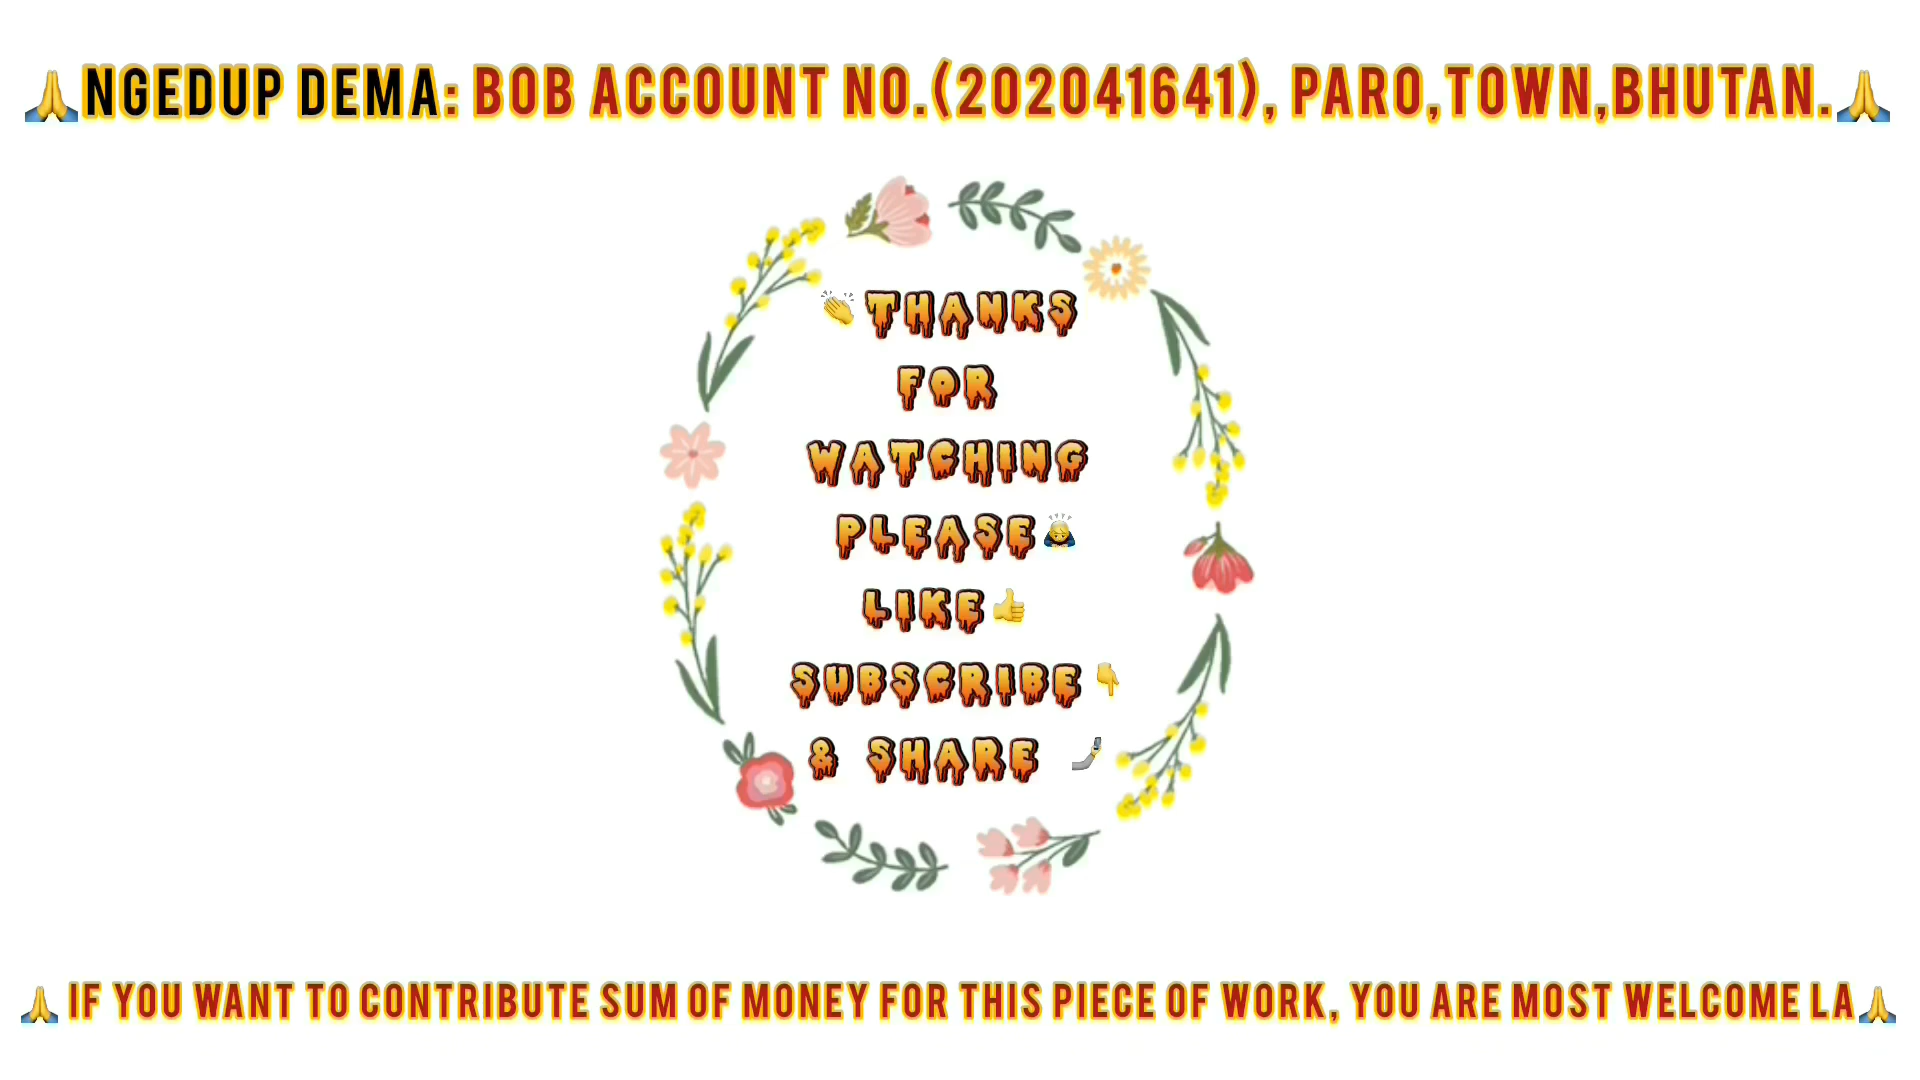 🙏NGEDUP DEMA: BOB ACCOUNT NO.(202041641), PARO,TOWN,BHUTAN.🙏
👏THANKS
FOR
WATCHING
PLEASE🙇
LIKE👍
SUBSCRIBE👇
& SHARE 🤳
🙏IF YOU WANT TO CONTRIBUTE SUM OF MONEY FOR THIS PIECE OF WORK, YOU ARE MOST WELCOME LA🙏